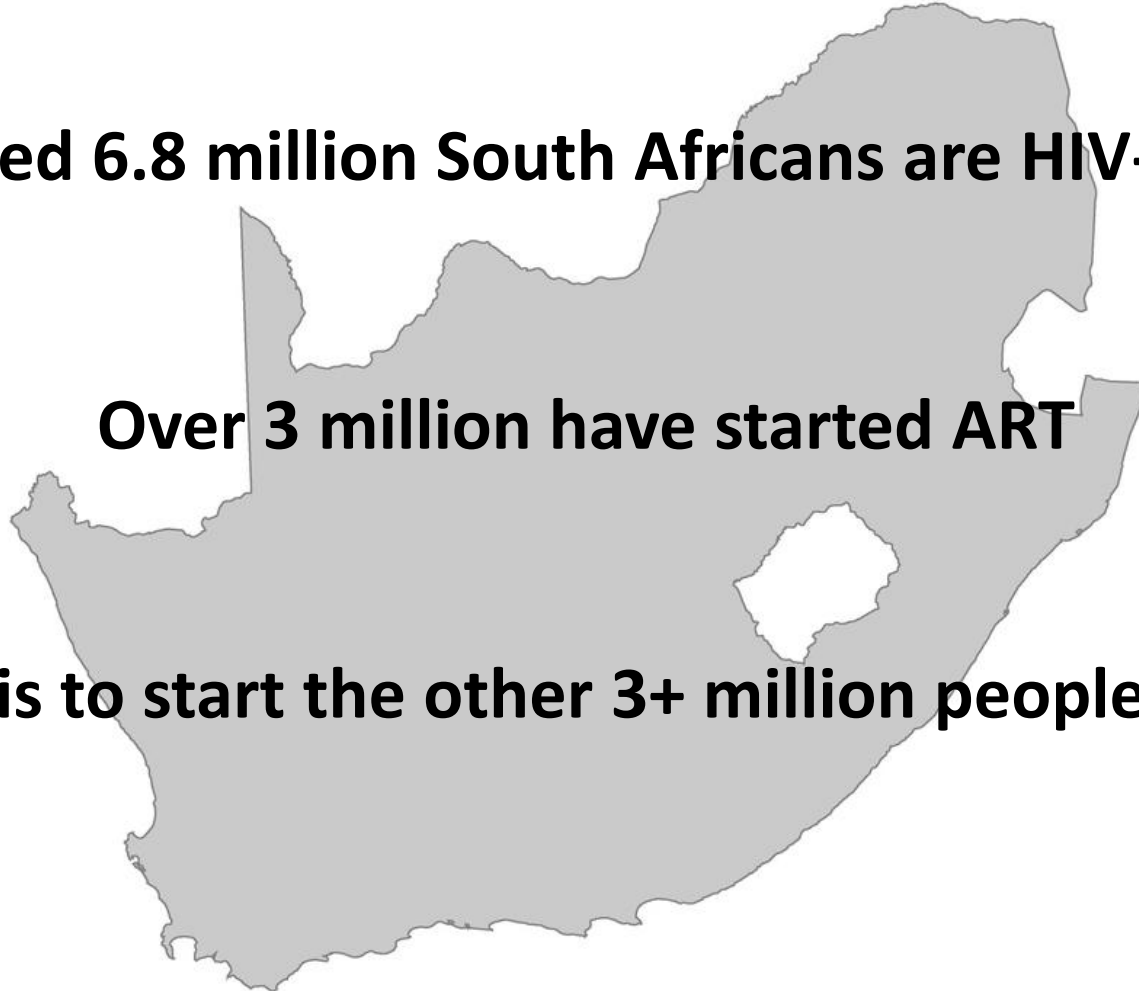 ed 6.8 million South Africans are HIV-
Over 3 million have started ART
is to start the other 3+ million people